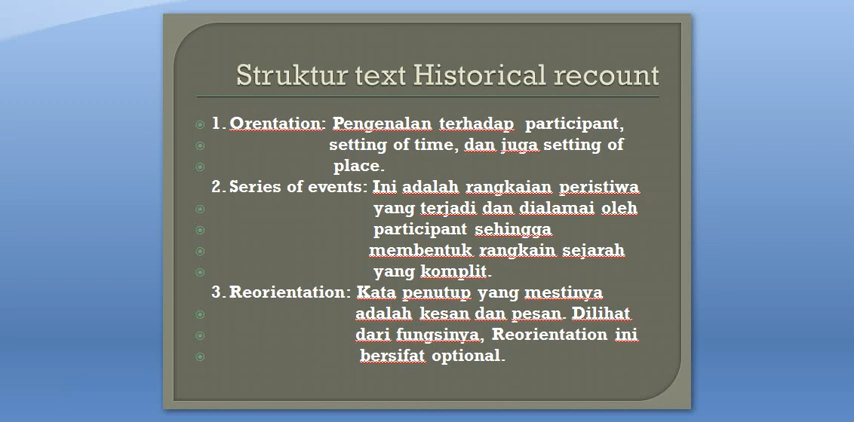 Struktur text Historical recount
1. Orentation: Pengenalan terhadap participant,
setting of time, dan juga setting of
place.
2. Series of events: Ini adalah rangkaian peristiwa
yang terjadi dan dialamai oleh
participant sehingga
membentuk rangkain sejarah
yang komplit.
3. Reorientation: Kata penutup yang mestinya
adalah kesan dan pesan. Dilihat
dari fungsinya, Reorientation ini
bersifat optional.